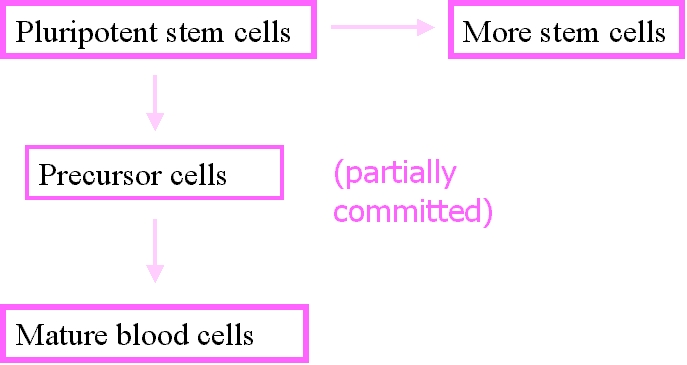 Pluripotent stem cells
More stem cells
Precursor cells
(partially
committed)
Mature blood cells